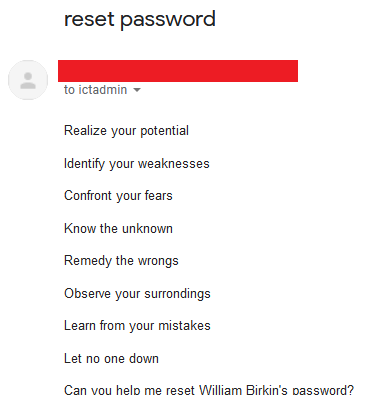 reset password
to ictadmin
Realize your potential
Identify your weaknesses
Confront your fears
Know the unknown
Remedy the wrongs
Observe your surrondings
Learn from your mistakes
Let no one down
Can you help me reset William Birkin's password?